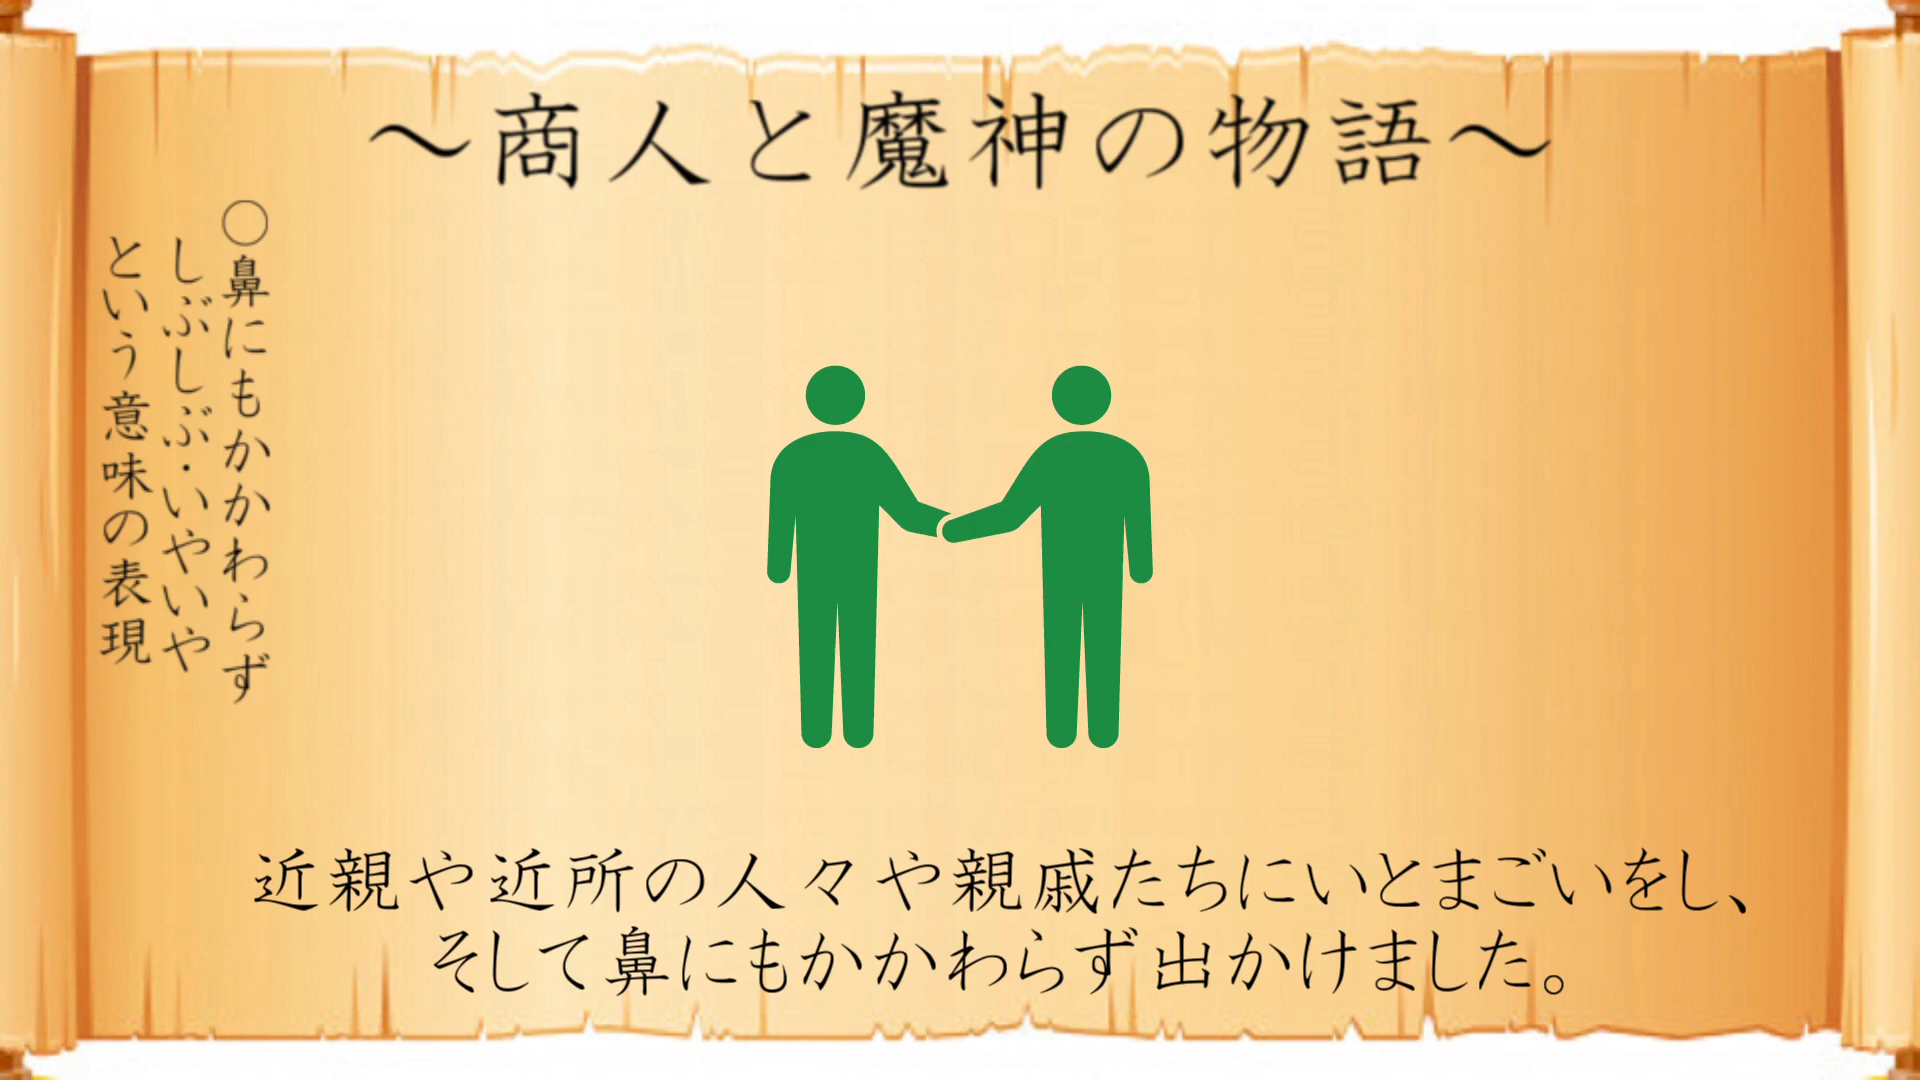 ～商人と魔神の物語～
〇鼻にもかかわらず
しぶしぶ・いやいや
という意味の表現
近親や近所の人々や親戚たちにいとまごいをし、
そして鼻にもかかわらず出かけました。